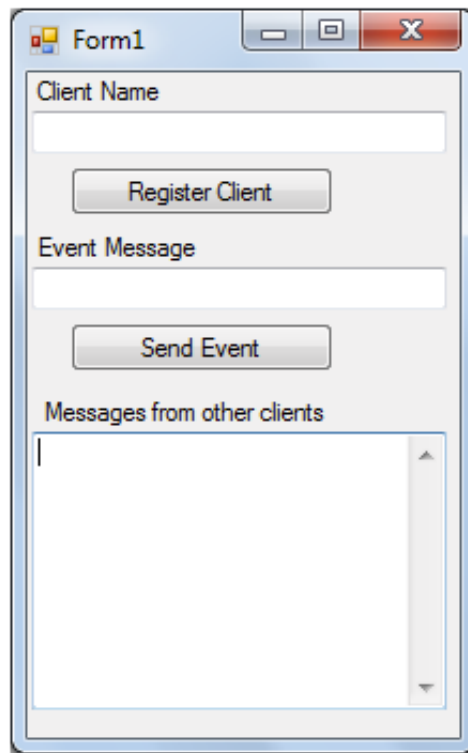 Form1
Client Name
Register Client
Event Message
Send Event
Messages from other clients